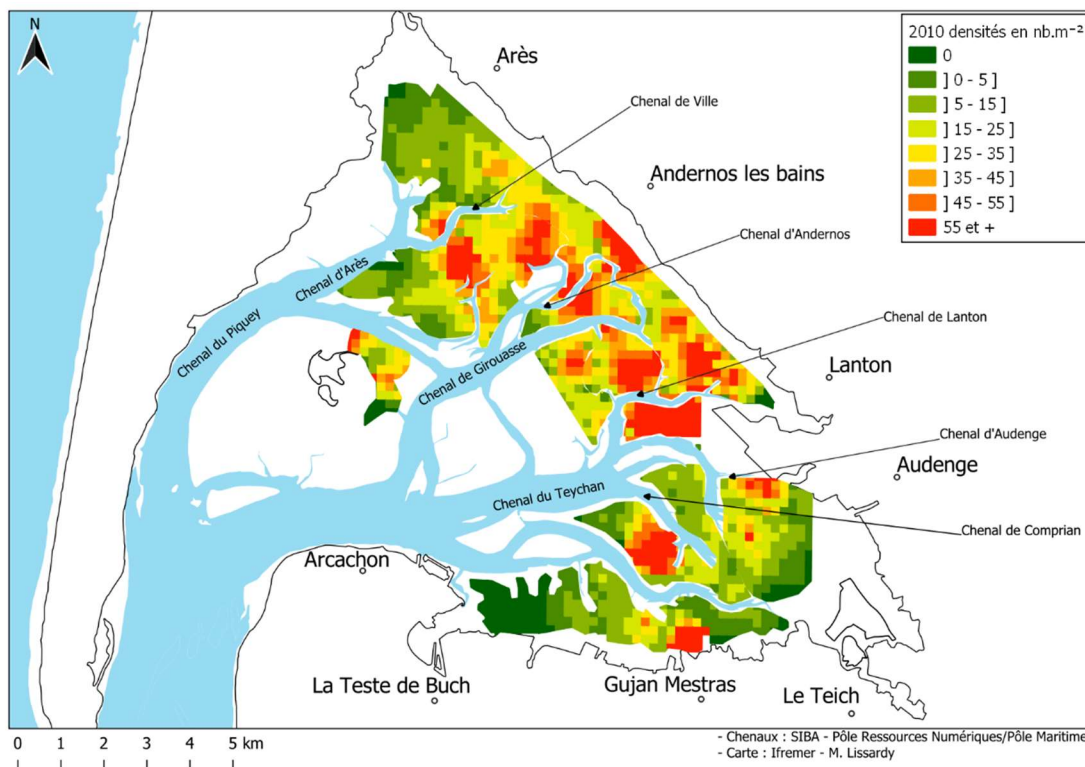 N
Arès
Chenal de Ville
Andernos les bains
Chenal d'Andernos
Chenal de Lanton
Lanton
Chenal d'Arès
Chenal du Piquey
Chenal de Girouasse
Chenal d'Audenge
Audenge
Chenal du Teychan
Chenal de Comprian
Arcachon
La Teste de Buch
Gujan Mestras
Le Teich
2010 densités en nb.m⁻²
0
] 0 - 5 ]
] 5 - 15 ]
] 15 - 25 ]
] 25 - 35 ]
] 35 - 45 ]
] 45 - 55 ]
55 et +
0 1 2 3 4 5 km
- Chenaux : SIBA - Pôle Ressources Numériques/Pôle Maritime
- Carte : Ifremer - M. Lissardy